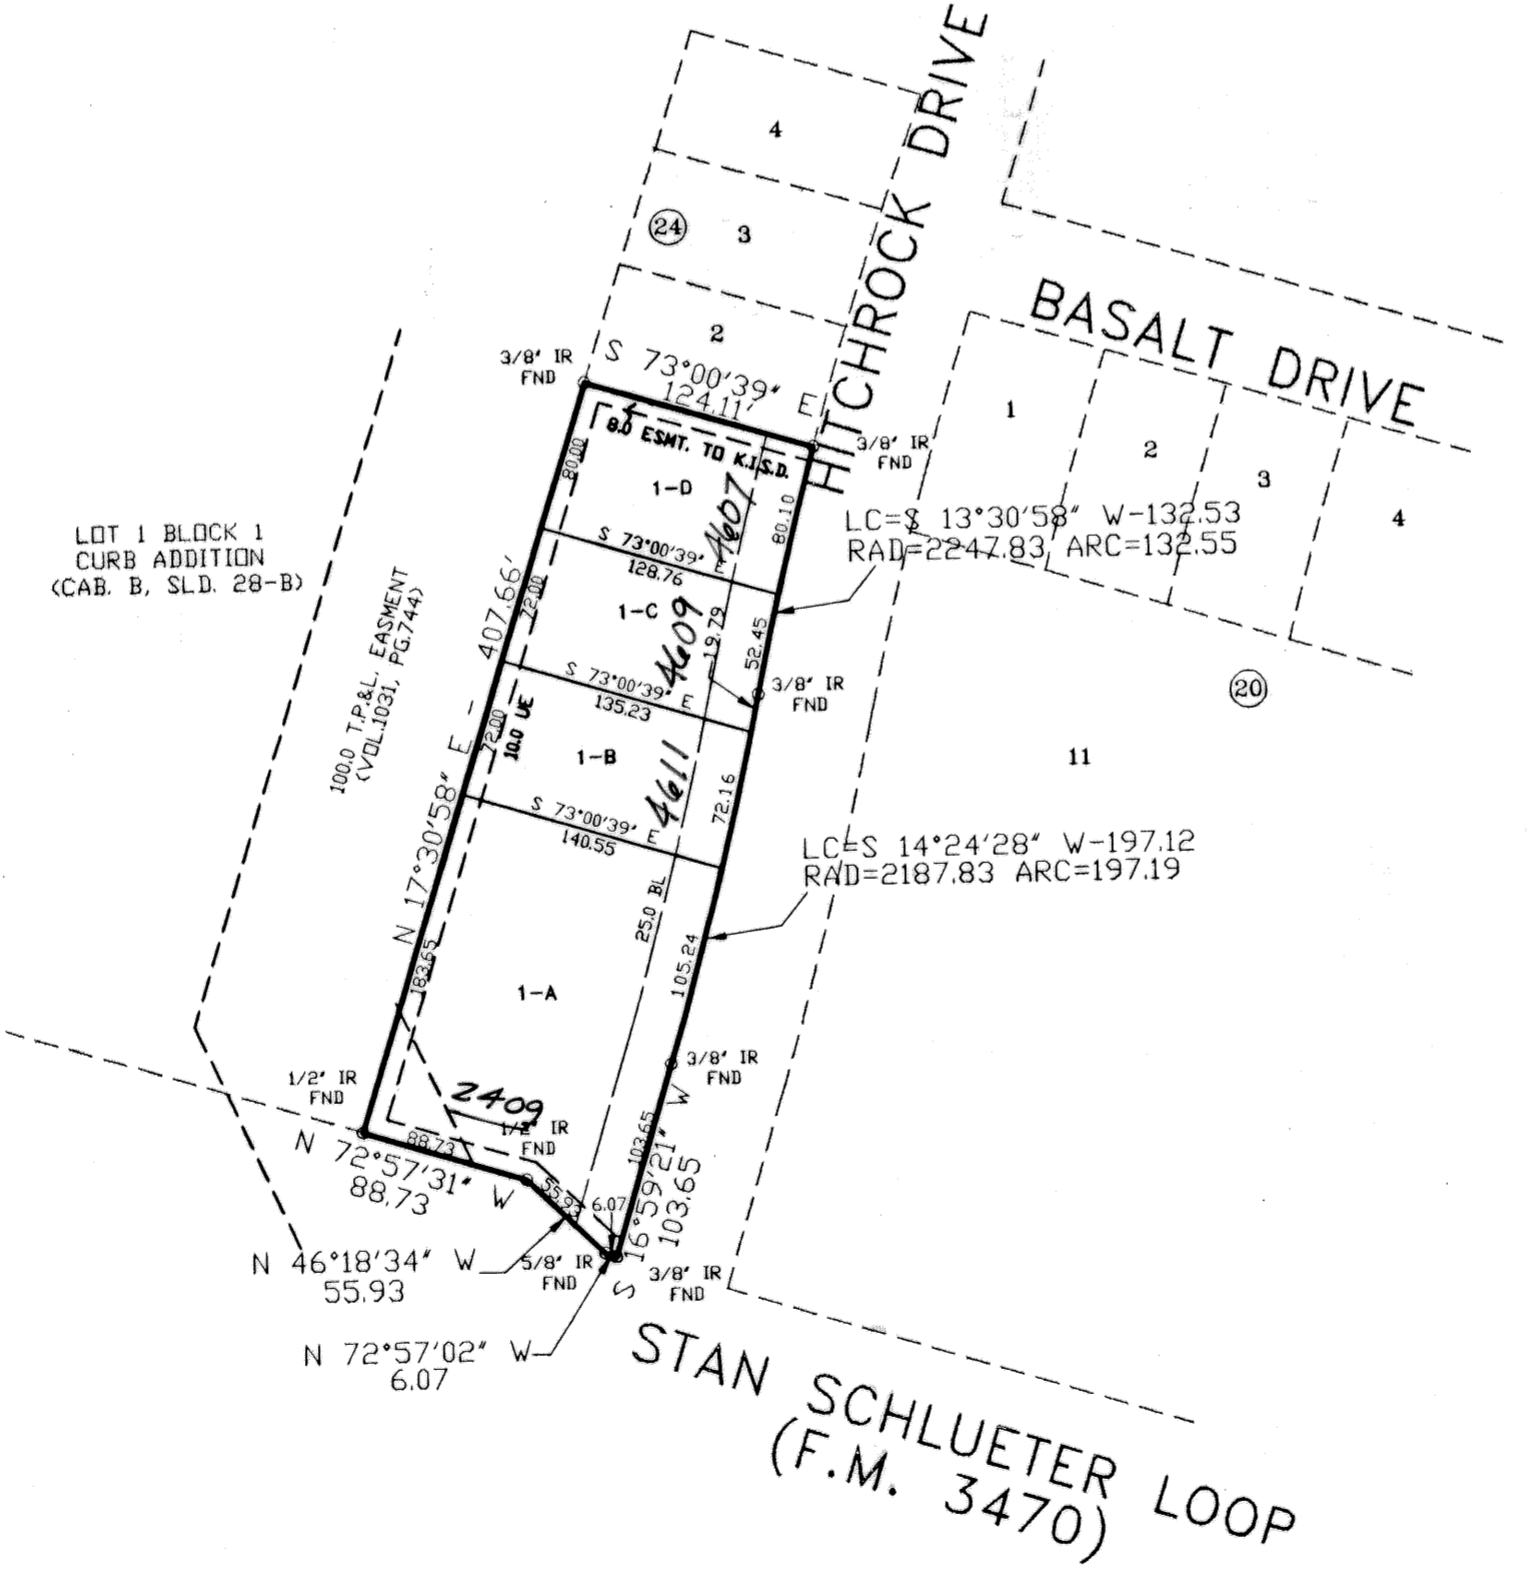 HITCHROCK DRIVE
BASALT DRIVE
4
24
3
2
3/8" IR
FND
S 73°00'39" E
124.11'
8.0 ESMT. TO K.I.S.D.
3/8" IR
FND
1
2
3
4
80.00
1-D
4607
80.10
LC=S 13°30'58" W-132.53
RAD=2247.83 ARC=132.55
LOT 1 BLOCK 1
CURB ADDITION
(CAB. B, SLD. 28-B)
100.0 T.P.&L. EASMENT
(VOL.1031, PG.744)
N 17°30'58" E - 407.66'
S 73°00'39" E
128.76
72.00
1-C
4609
19.79
52.45
3/8" IR
FND
20
S 73°00'39" E
135.23
72.00
10.0 UE
1-B
4611
72.16
11
S 73°00'39" E
140.55
LC=S 14°24'28" W-197.12
RAD=2187.83 ARC=197.19
25.0 BL
183.65
1-A
105.24
3/8" IR
FND
1/2" IR
FND
2409
1/2" IR
FND
88.73
N 72°57'31" W
88.73
103.65
S 16°59'21" W
103.65
55.93
6.07
N 46°18'34" W
55.93
5/8" IR
FND
3/8" IR
FND
N 72°57'02" W
6.07
STAN SCHLUETER LOOP
(F.M. 3470)